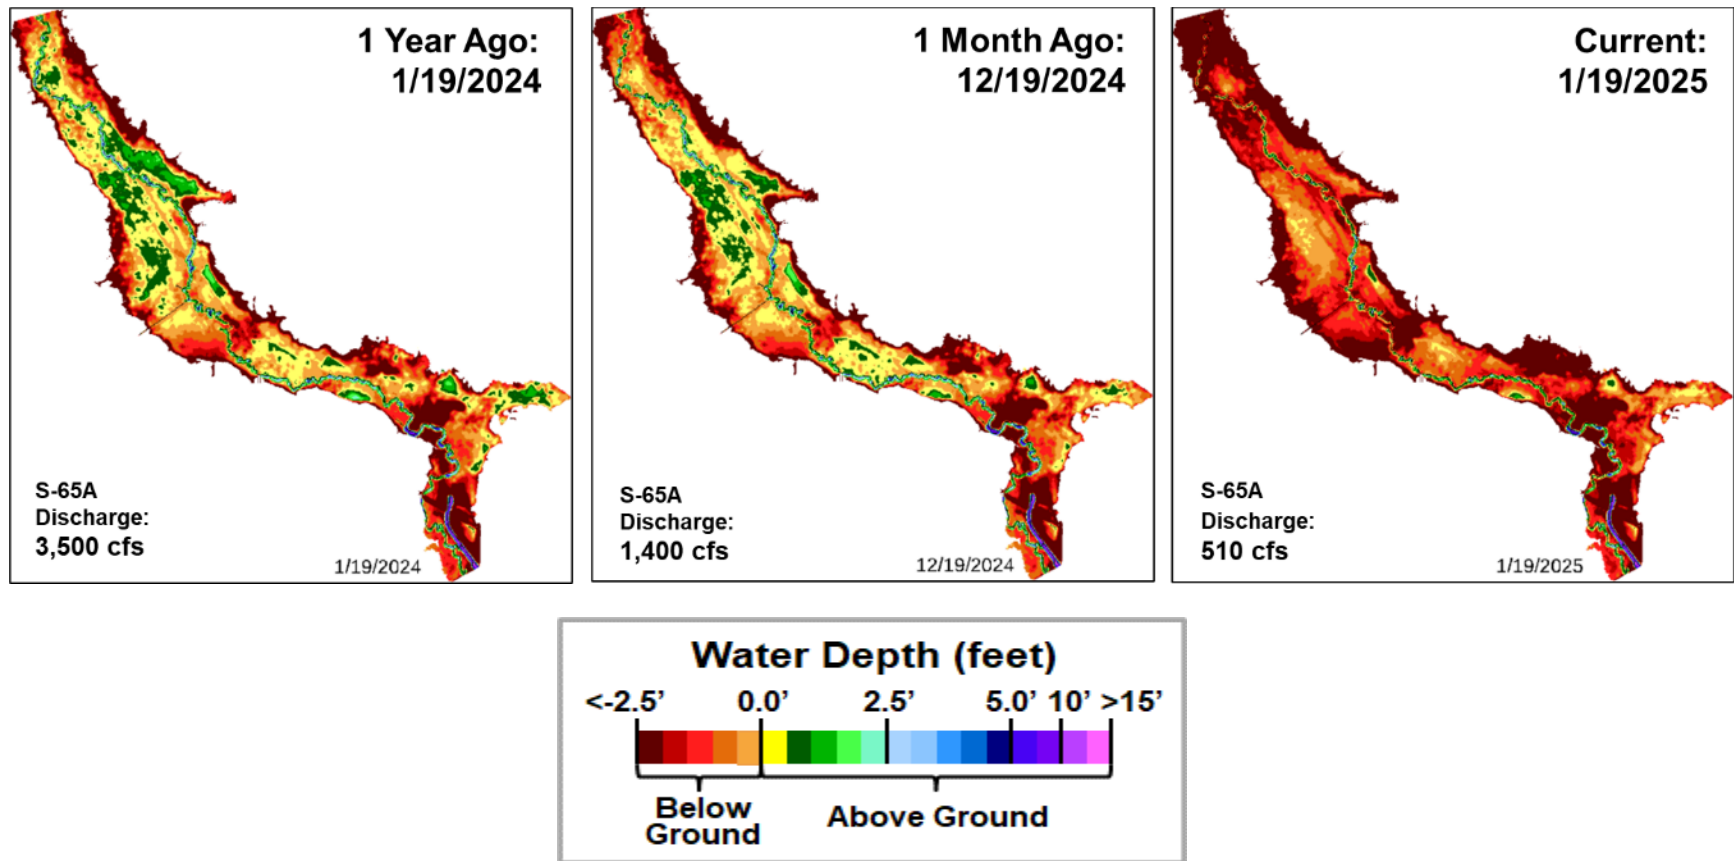 1 Year Ago:
1/19/2024
S-65A
Discharge:
3,500 cfs
1/19/2024
1 Month Ago:
12/19/2024
S-65A
Discharge:
1,400 cfs
12/19/2024
Current:
1/19/2025
S-65A
Discharge:
510 cfs
1/19/2025
Water Depth (feet)
<-2.5’ 0.0’ 2.5’ 5.0’ 10’ >15’
Below
Ground
Above Ground